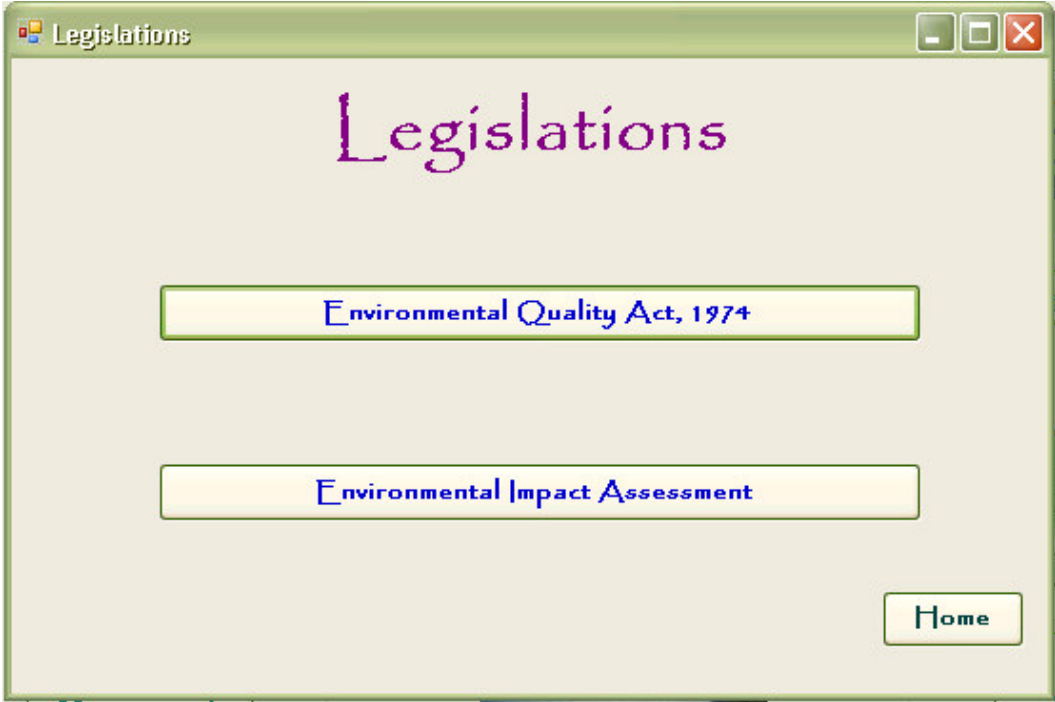 Legislations
Legislations
Environmental Quality Act, 1974
Environmental Impact Assessment
Home